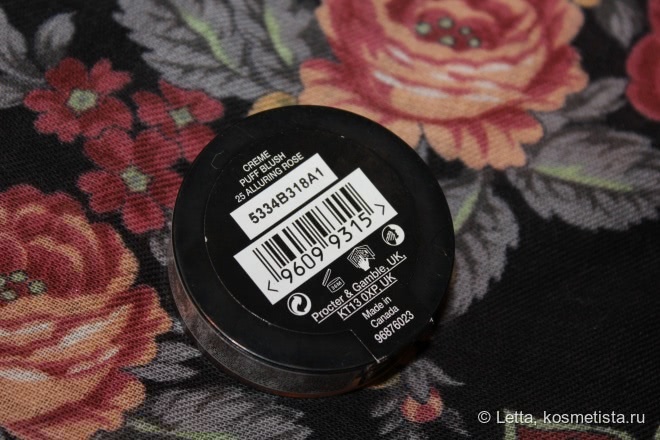 CREME
PUFF BLUSH
25 ALLURING ROSE
5334B318A1
< 9609 9315 >
Procter & Gamble, UK
KT13 0XP, UK
Made in
Canada
96876023
© Letta, kosmetista.ru